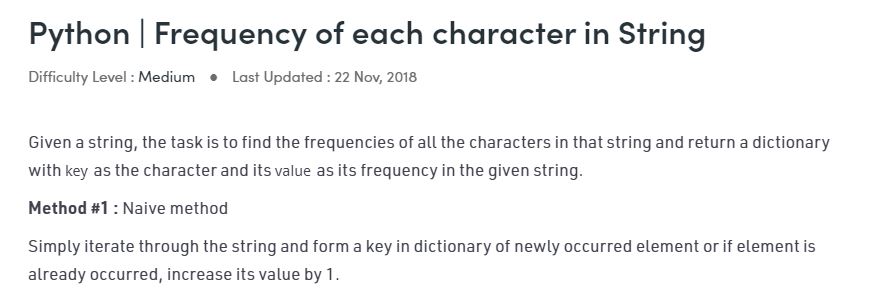 Python | Frequency of each character in String
Difficulty Level : Medium ● Last Updated : 22 Nov, 2018
Given a string, the task is to find the frequencies of all the characters in that string and return a dictionary
with key as the character and its value as its frequency in the given string.
Method #1 : Naive method
Simply iterate through the string and form a key in dictionary of newly occurred element or if element is
already occurred, increase its value by 1.